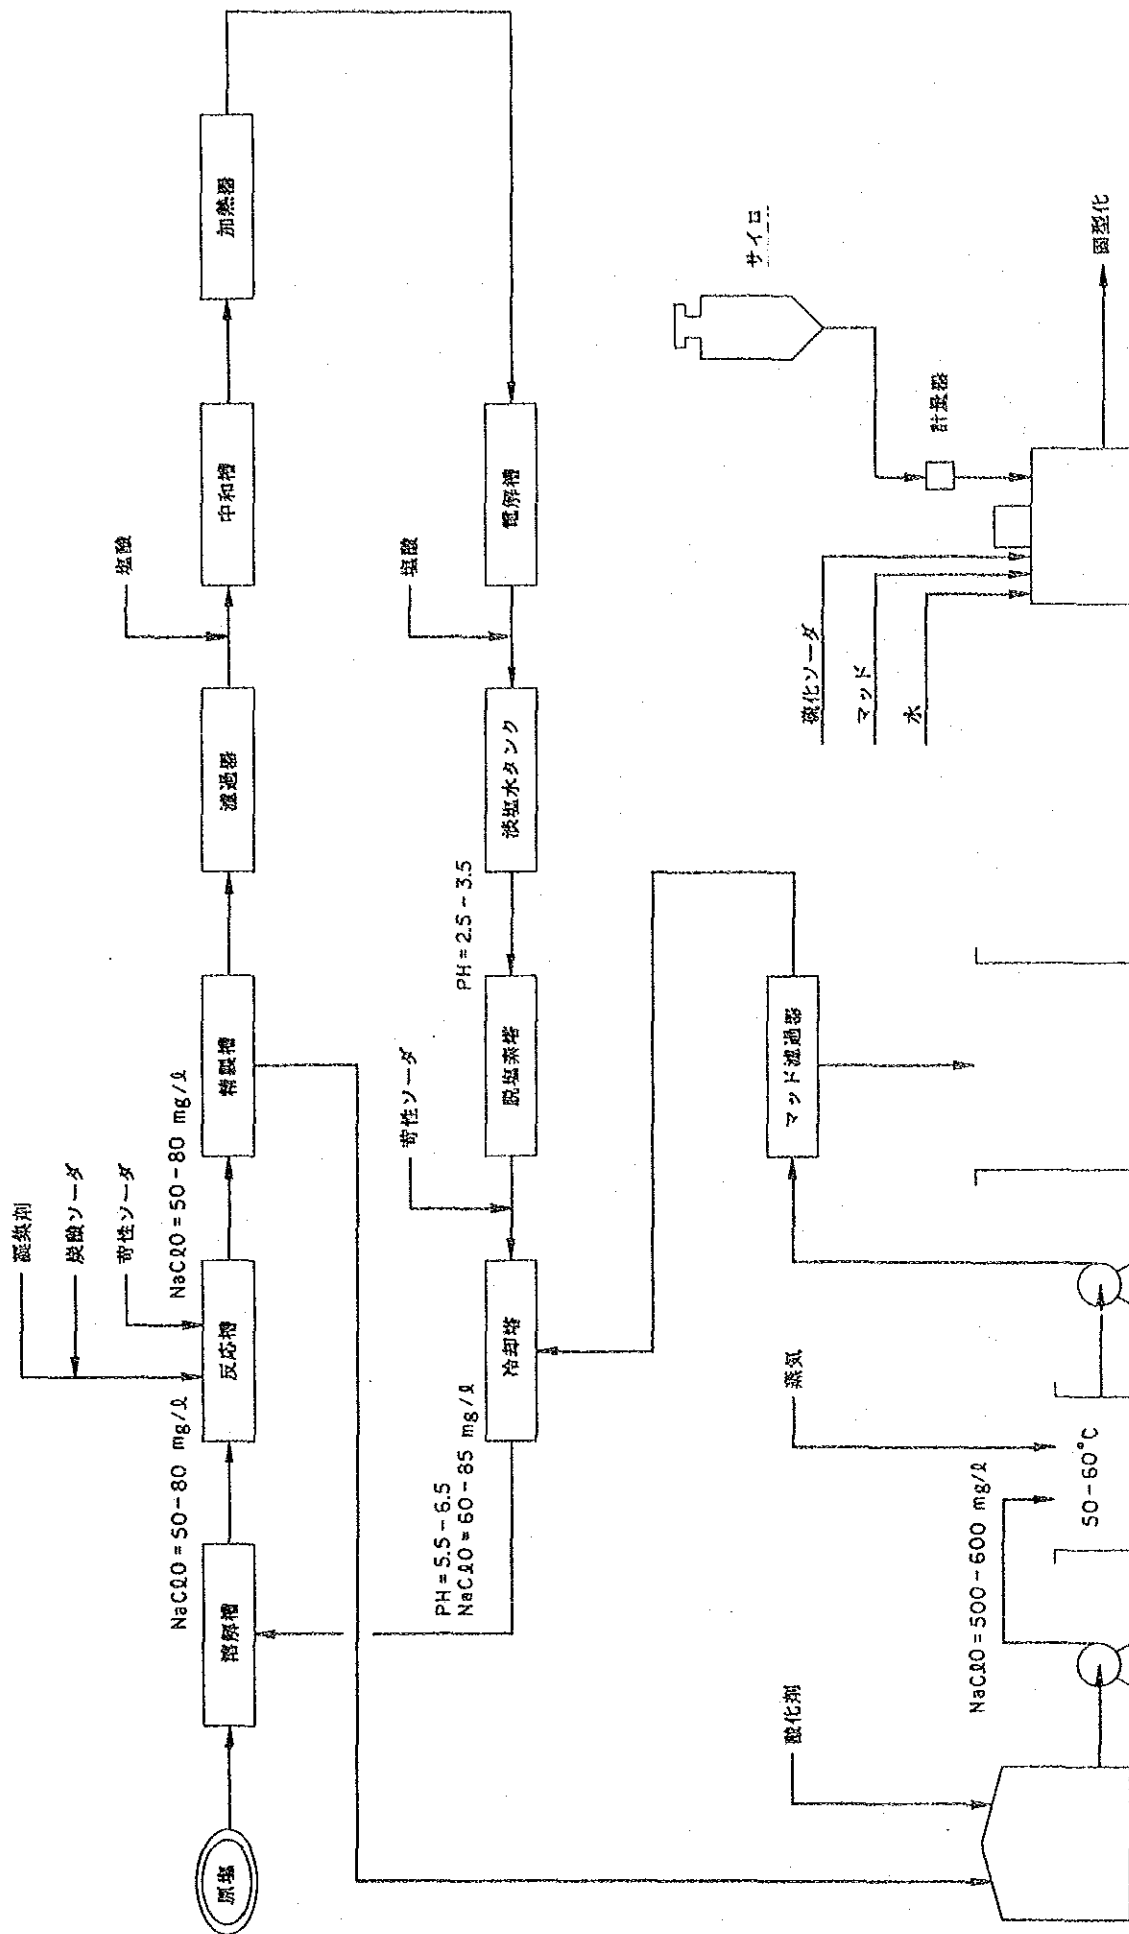 凝集剤
炭酸ソーダ
苛性ソーダ
塩酸
NaClO=50-80 mg/l
NaClO=50-80 mg/l
原塩
溶解槽
反応槽
精製槽
濾過器
中和槽
加熱器
苛性ソーダ
塩酸
PH=2.5-3.5
冷却塔
脱塩素塔
淡塩水タンク
電解槽
PH=5.5-6.5
NaClO=60-85 mg/l
酸化剤
蒸気
マッド濾過器
サイロ
硫化ソーダ
マッド
水
計量器
NaClO=500-600 mg/l
50-60°C
固型化